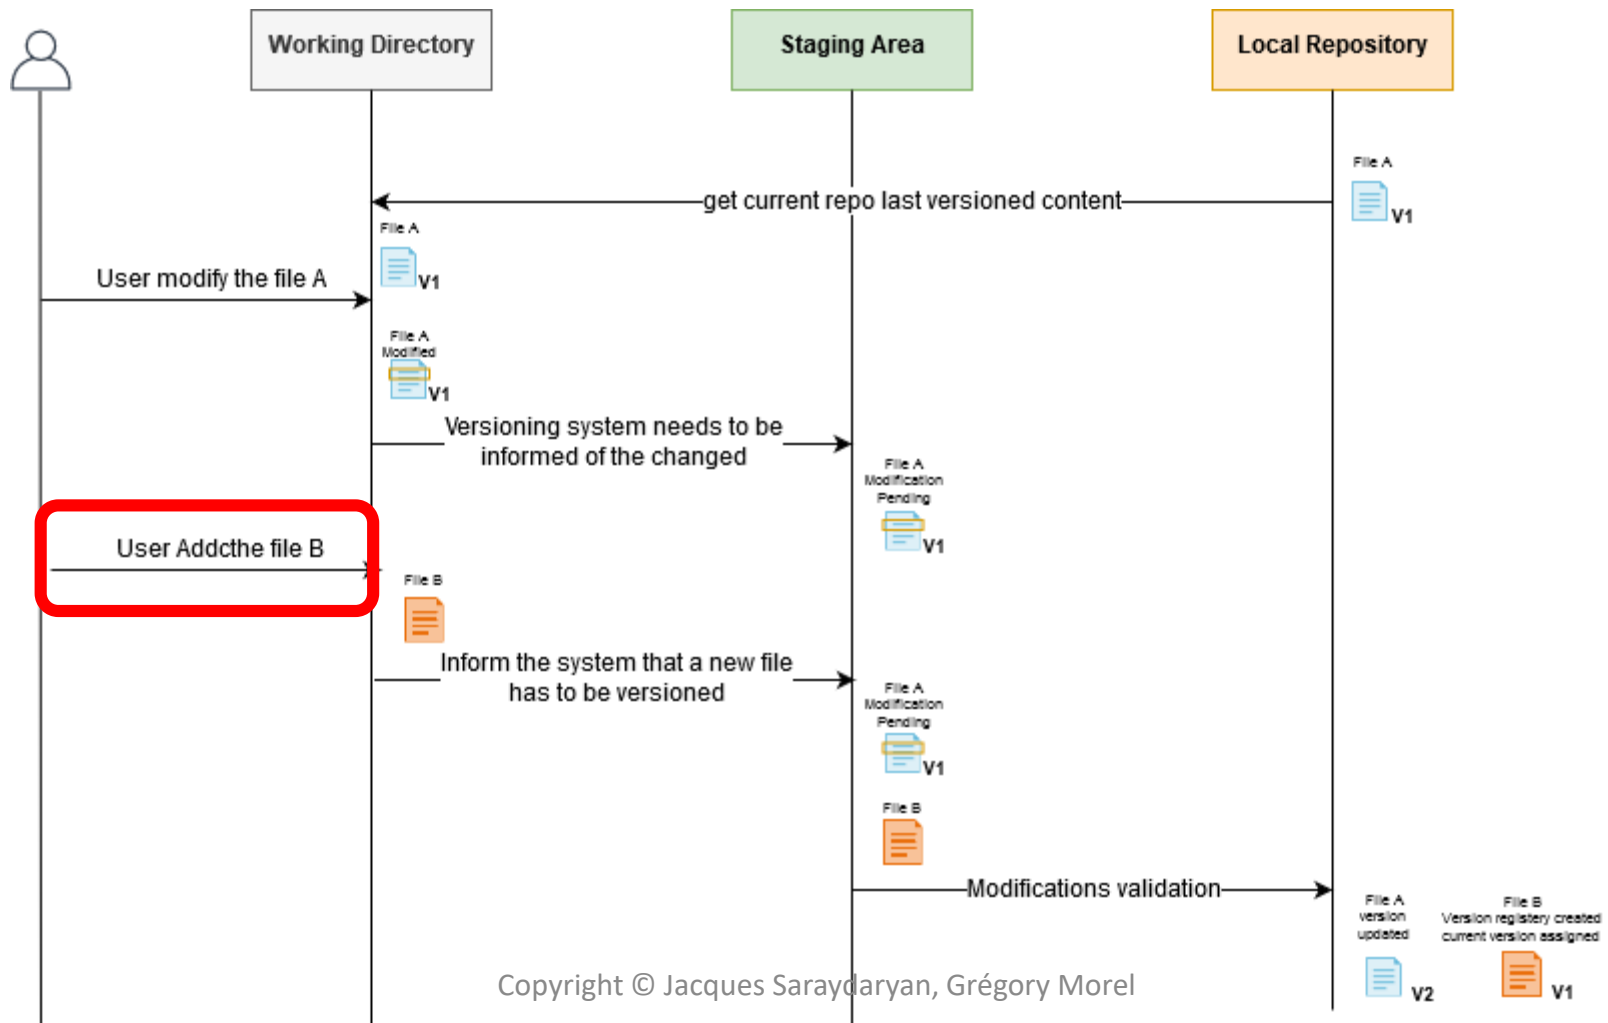 Working Directory
Staging Area
Local Repository
File A
V1
get current repo last versioned content
File A
V1
User modify the file A
File A
Modified
V1
Versioning system needs to be
informed of the changed
File A
Modification
Pending
V1
User Addcthe file B
File B
Inform the system that a new file
has to be versioned
File A
Modification
Pending
V1
File B
Modifications validation
File A
version
updated
V2
File B
Version registery created
current version assigned
V1
Copyright © Jacques Saraydaryan, Grégory Morel